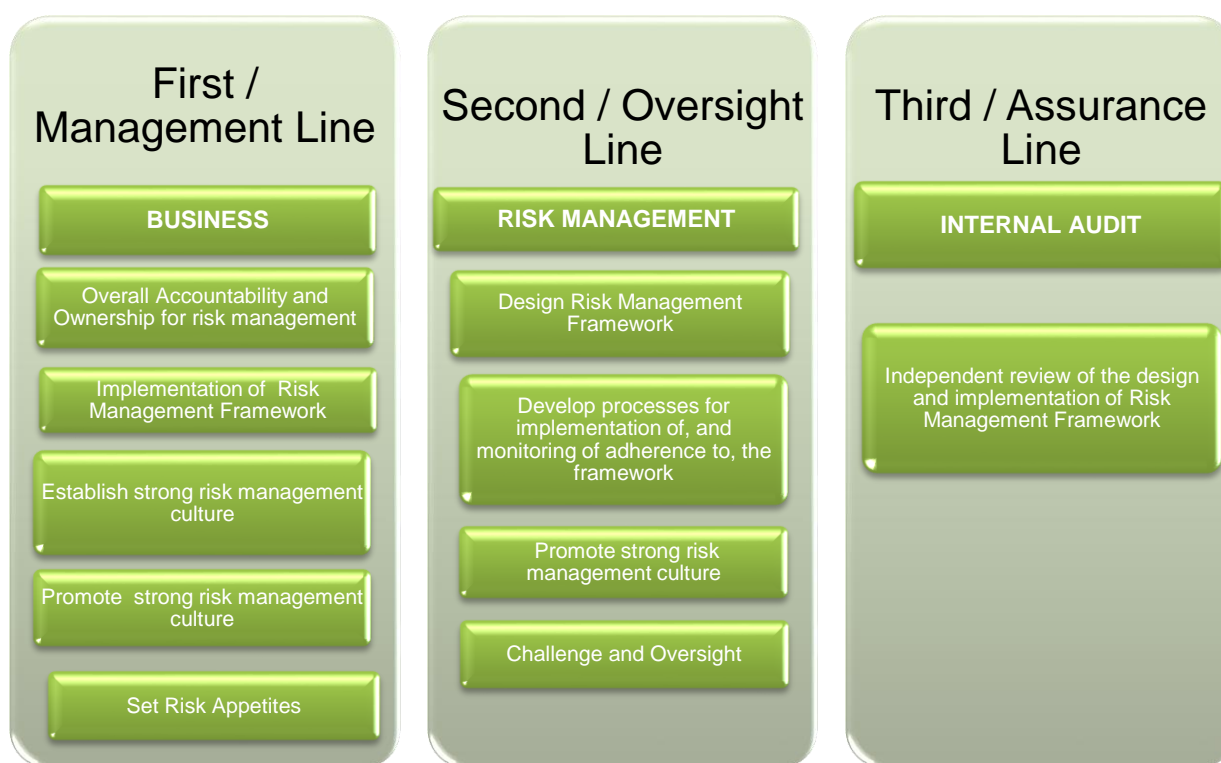 First /
Management Line
BUSINESS
Overall Accountability and
Ownership for risk management
Implementation of Risk
Management Framework
Establish strong risk management
culture
Promote strong risk management
culture
Set Risk Appetites
Second / Oversight
Line
RISK MANAGEMENT
Design Risk Management
Framework
Develop processes for
implementation of, and
monitoring of adherence to, the
framework
Promote strong risk
management culture
Challenge and Oversight
Third / Assurance
Line
INTERNAL AUDIT
Independent review of the design
and implementation of Risk
Management Framework